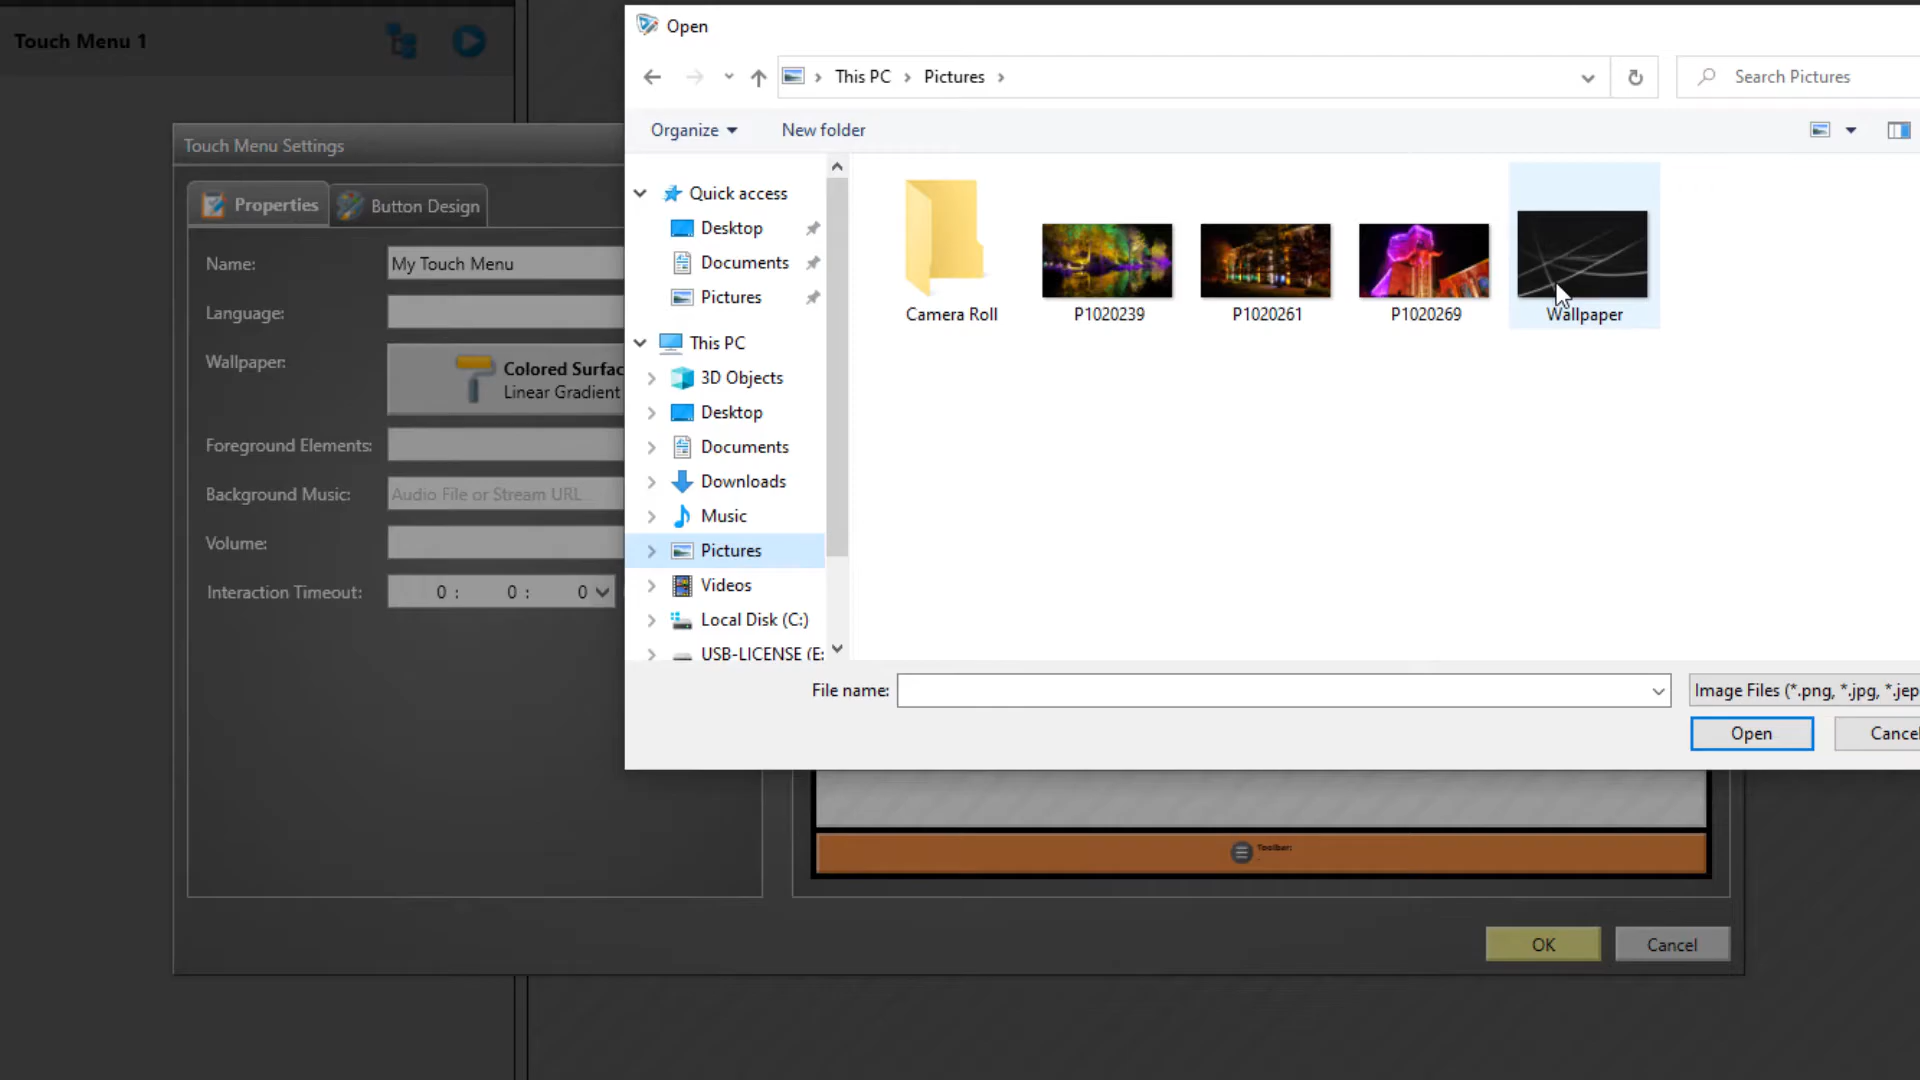 Touch Menu 1
Open
This PC
Pictures
Search Pictures
Organize
New folder
Touch Menu Settings
Properties
Button Design
Name:
My Touch Menu
Language:
Wallpaper:
Colored Surfac
Linear Gradient
Foreground Elements:
Background Music:
Audio File or Stream URL...
Volume:
Interaction Timeout:
0 : 0 : 0
Quick access
Desktop
Documents
Pictures
This PC
3D Objects
Desktop
Documents
Downloads
Music
Pictures
Videos
Local Disk (C:)
USB-LICENSE (E:
Camera Roll
P1020239
P1020261
P1020269
Wallpaper
File name:
Image Files (*.png, *.jpg, *.jep
Open
Cancel
Toolbar:
OK
Cancel